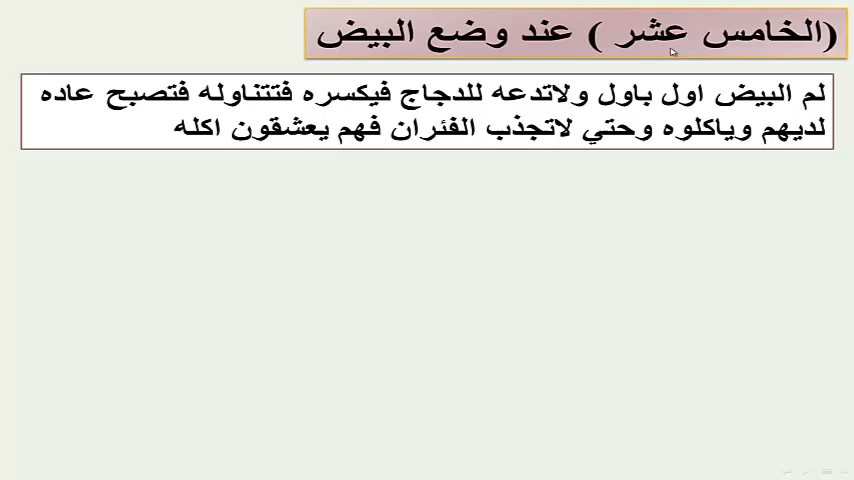 (الخامس عشر ) عند وضع البيض
لم البيض اول باول ولاتدعه للدجاج فيكسره فتتناوله فتصبح عاده
لديهم وياكلوه وحتي لاتجذب الفئران فهم يعشقون اكله